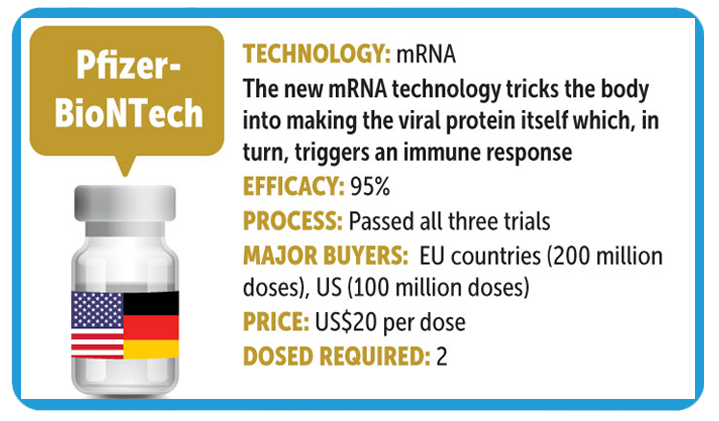 Pfizer-
BioNTech
TECHNOLOGY: mRNA
The new mRNA technology tricks the body
into making the viral protein itself which, in
turn, triggers an immune response
EFFICACY: 95%
PROCESS: Passed all three trials
MAJOR BUYERS: EU countries (200 million
doses), US (100 million doses)
PRICE: US$20 per dose
DOSED REQUIRED: 2